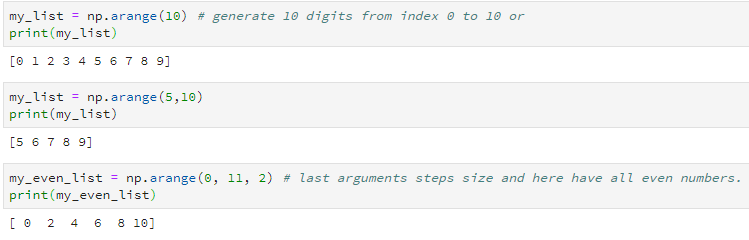 my_list = np.arange(10) # generate 10 digits from index 0 to 10 or
print(my_list)
[0 1 2 3 4 5 6 7 8 9]
my_list = np.arange(5,10)
print(my_list)
[5 6 7 8 9]
my_even_list = np.arange(0, 11, 2) # last arguments steps size and here have all even numbers.
print(my_even_list)
[ 0  2  4  6  8 10]